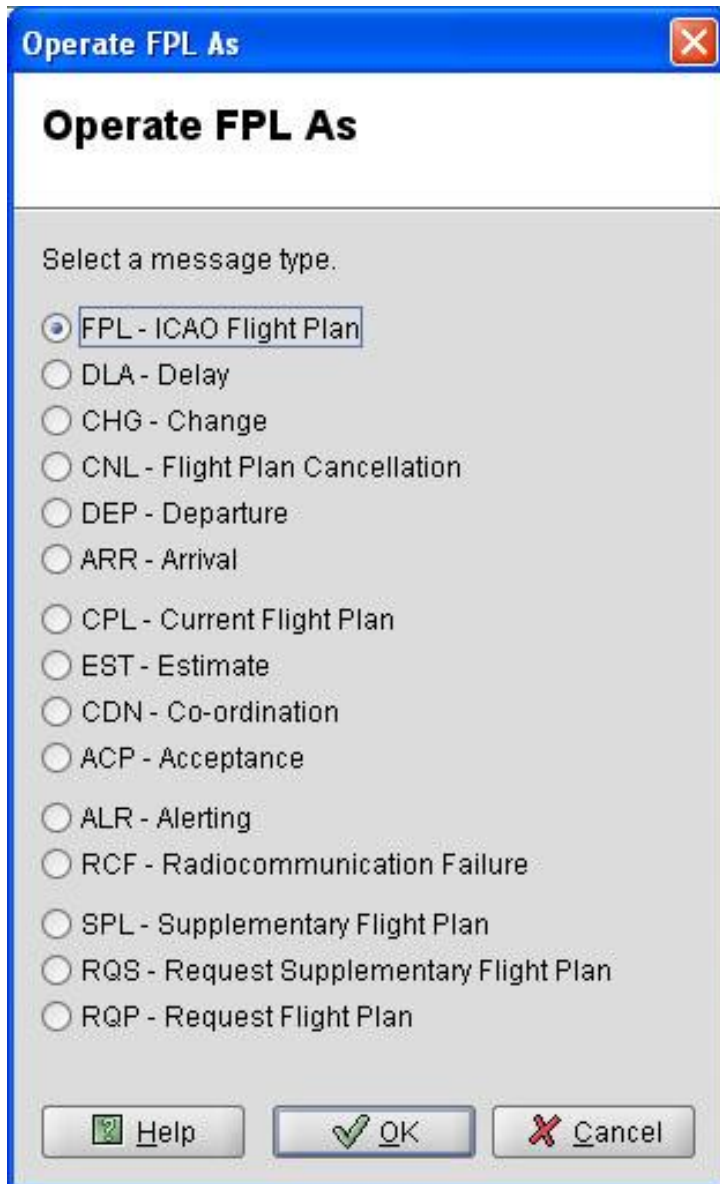 Operate FPL As
Operate FPL As
Select a message type.
FPL - ICAO Flight Plan
DLA - Delay
CHG - Change
CNL - Flight Plan Cancellation
DEP - Departure
ARR - Arrival
CPL - Current Flight Plan
EST - Estimate
CDN - Co-ordination
ACP - Acceptance
ALR - Alerting
RCF - Radiocommunication Failure
SPL - Supplementary Flight Plan
RQS - Request Supplementary Flight Plan
RQP - Request Flight Plan
Help OK Cancel